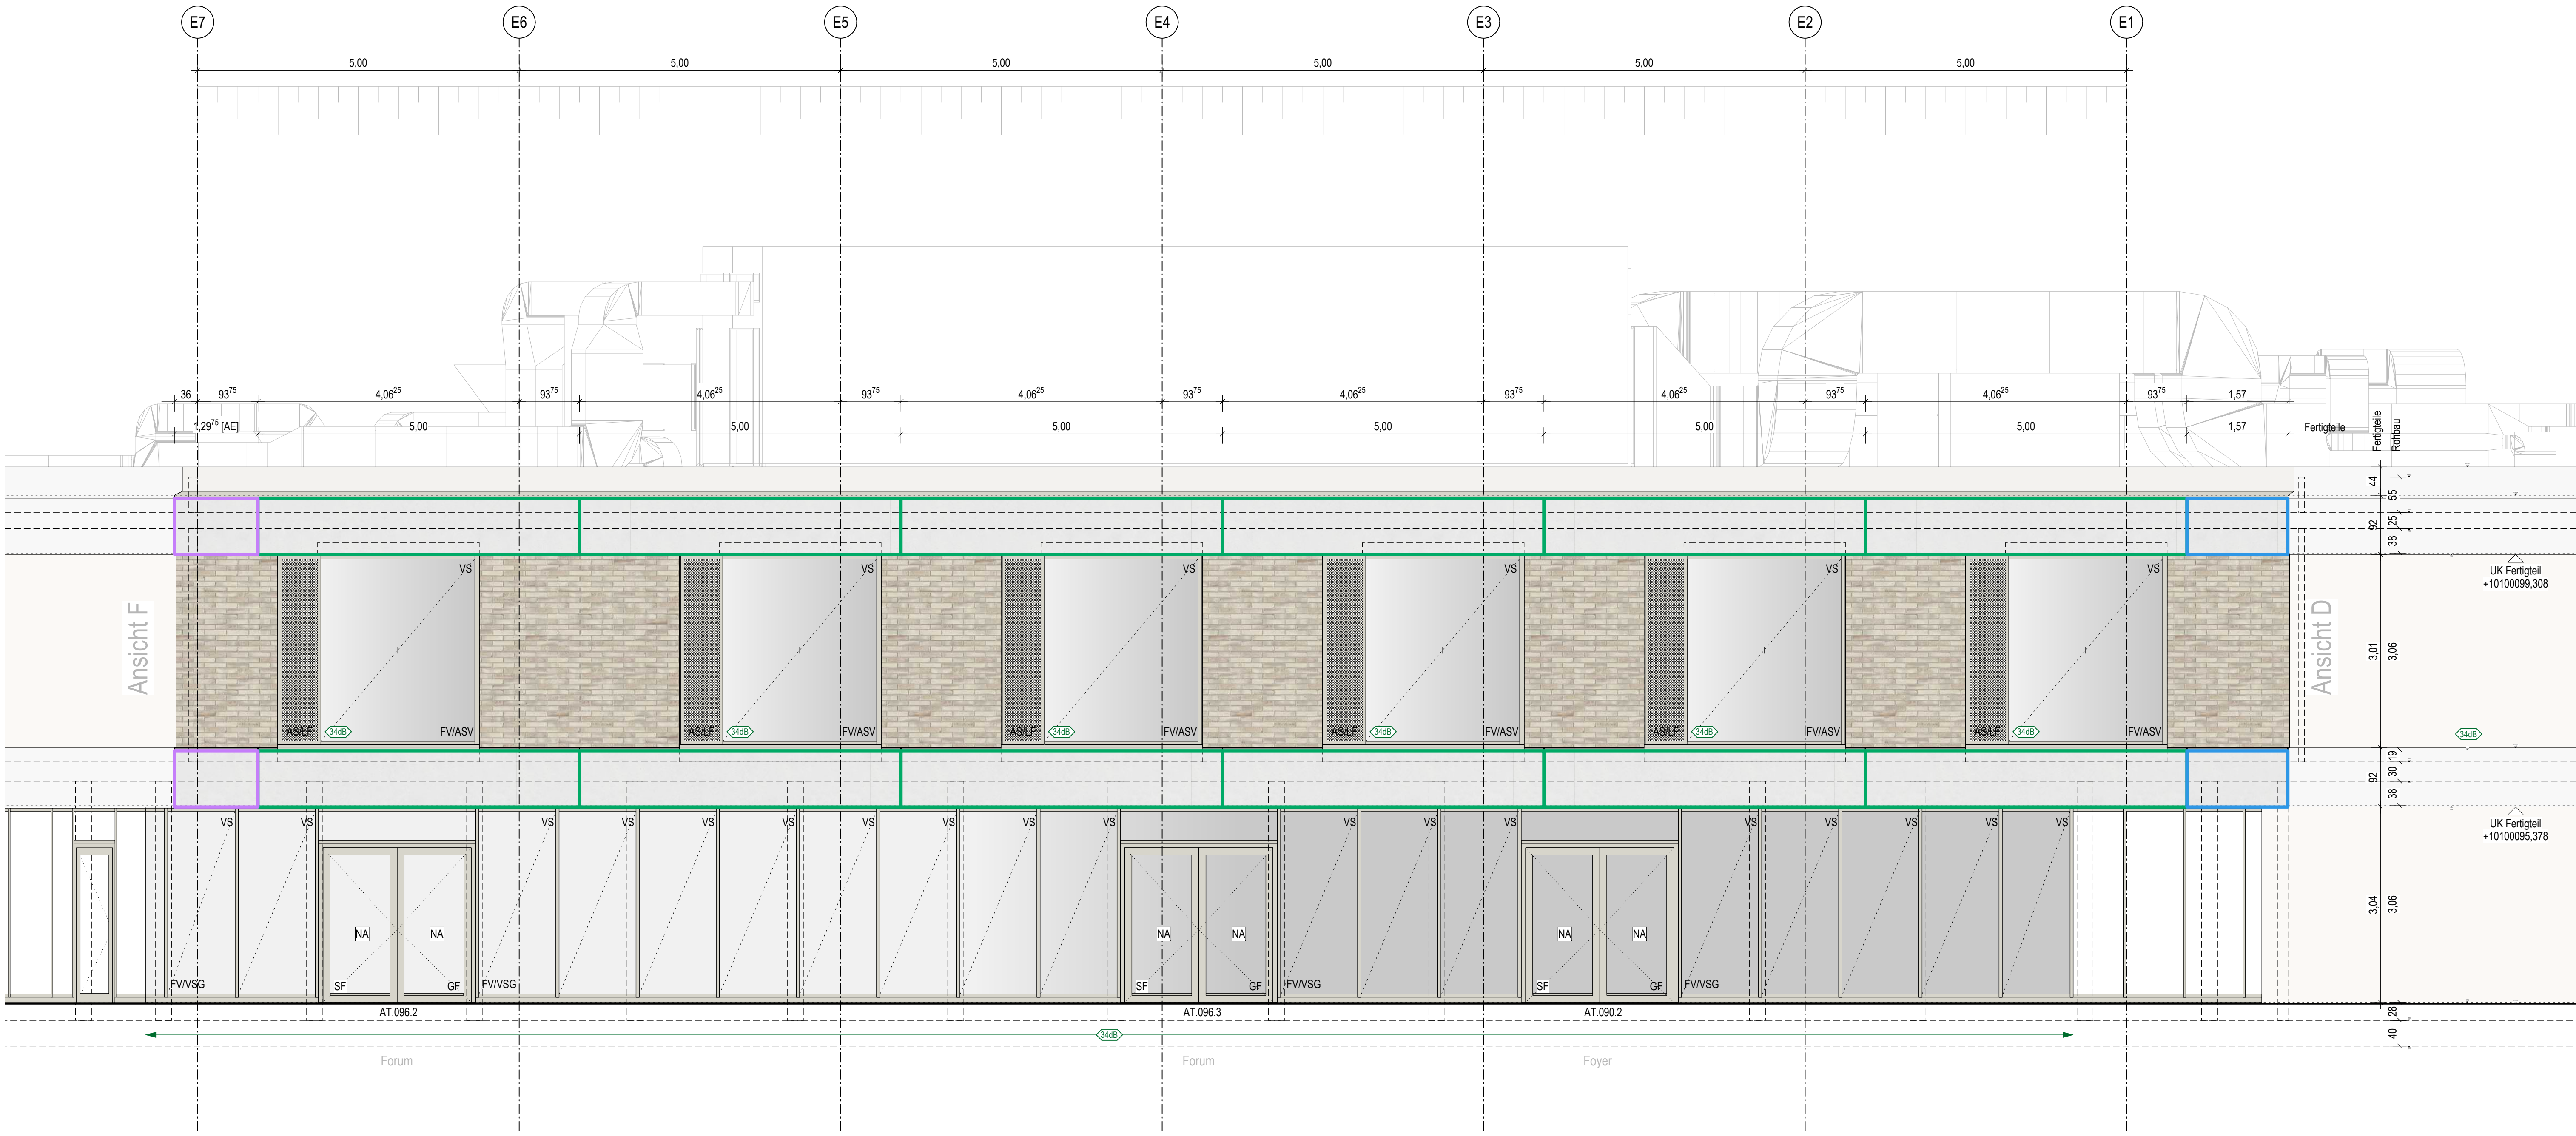 E7 E6 E5 E4 E3 E2 E1
5,00 5,00 5,00 5,00 5,00 5,00
36 93⁷⁵ 4,06²⁵ 93⁷⁵ 4,06²⁵ 93⁷⁵ 4,06²⁵ 93⁷⁵ 4,06²⁵ 93⁷⁵ 4,06²⁵ 93⁷⁵ 4,06²⁵ 93⁷⁵ 1,57
1,29⁷⁵ [AE] 5,00 5,00 5,00 5,00 5,00 5,00 1,57 Fertigteile
Fertigteile
Rohbau
44
55
92
25
38
UK Fertigteil
+10100099,308
VS VS VS VS VS VS
Ansicht F
Ansicht D
3,01
3,06
AS/LF 34dB FV/ASV AS/LF 34dB FV/ASV AS/LF 34dB FV/ASV AS/LF 34dB FV/ASV AS/LF 34dB FV/ASV AS/LF 34dB FV/ASV
34dB
19
92
30
38
UK Fertigteil
+10100095,378
VS VS VS VS VS VS VS VS VS VS VS VS VS VS VS VS VS
3,04
3,06
NA NA NA NA NA NA
FV/VSG SF GF FV/VSG SF GF FV/VSG SF GF FV/VSG
AT.096.2 AT.096.3 AT.090.2
28
34dB
40
Forum Forum Foyer